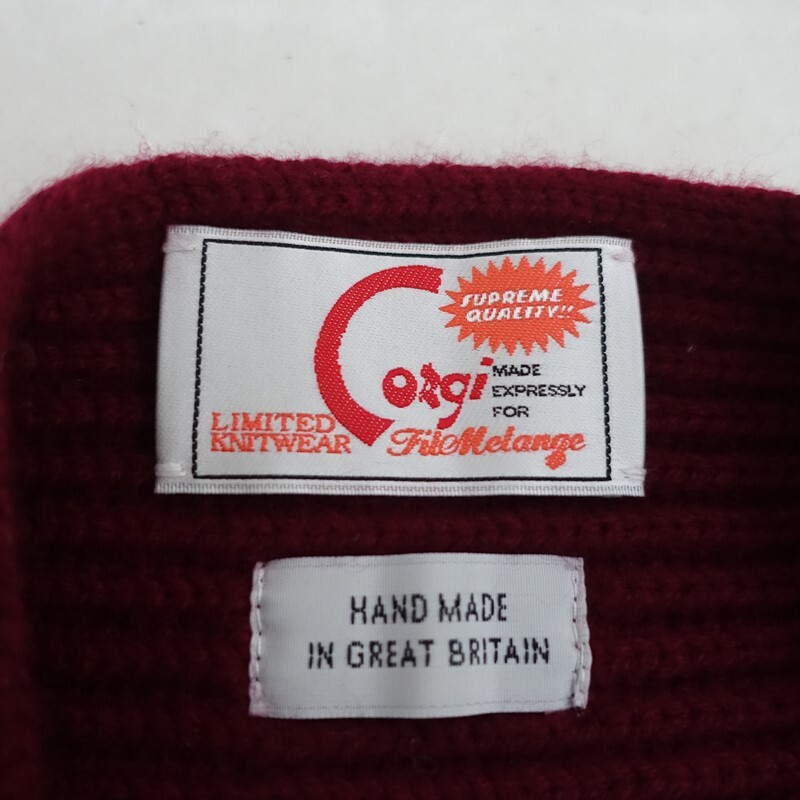 SUPREME
QUALITY!!
Corgi
MADE
EXPRESSLY
FOR
LIMITED
KNITWEAR
FilMelange
HAND MADE
IN GREAT BRITAIN